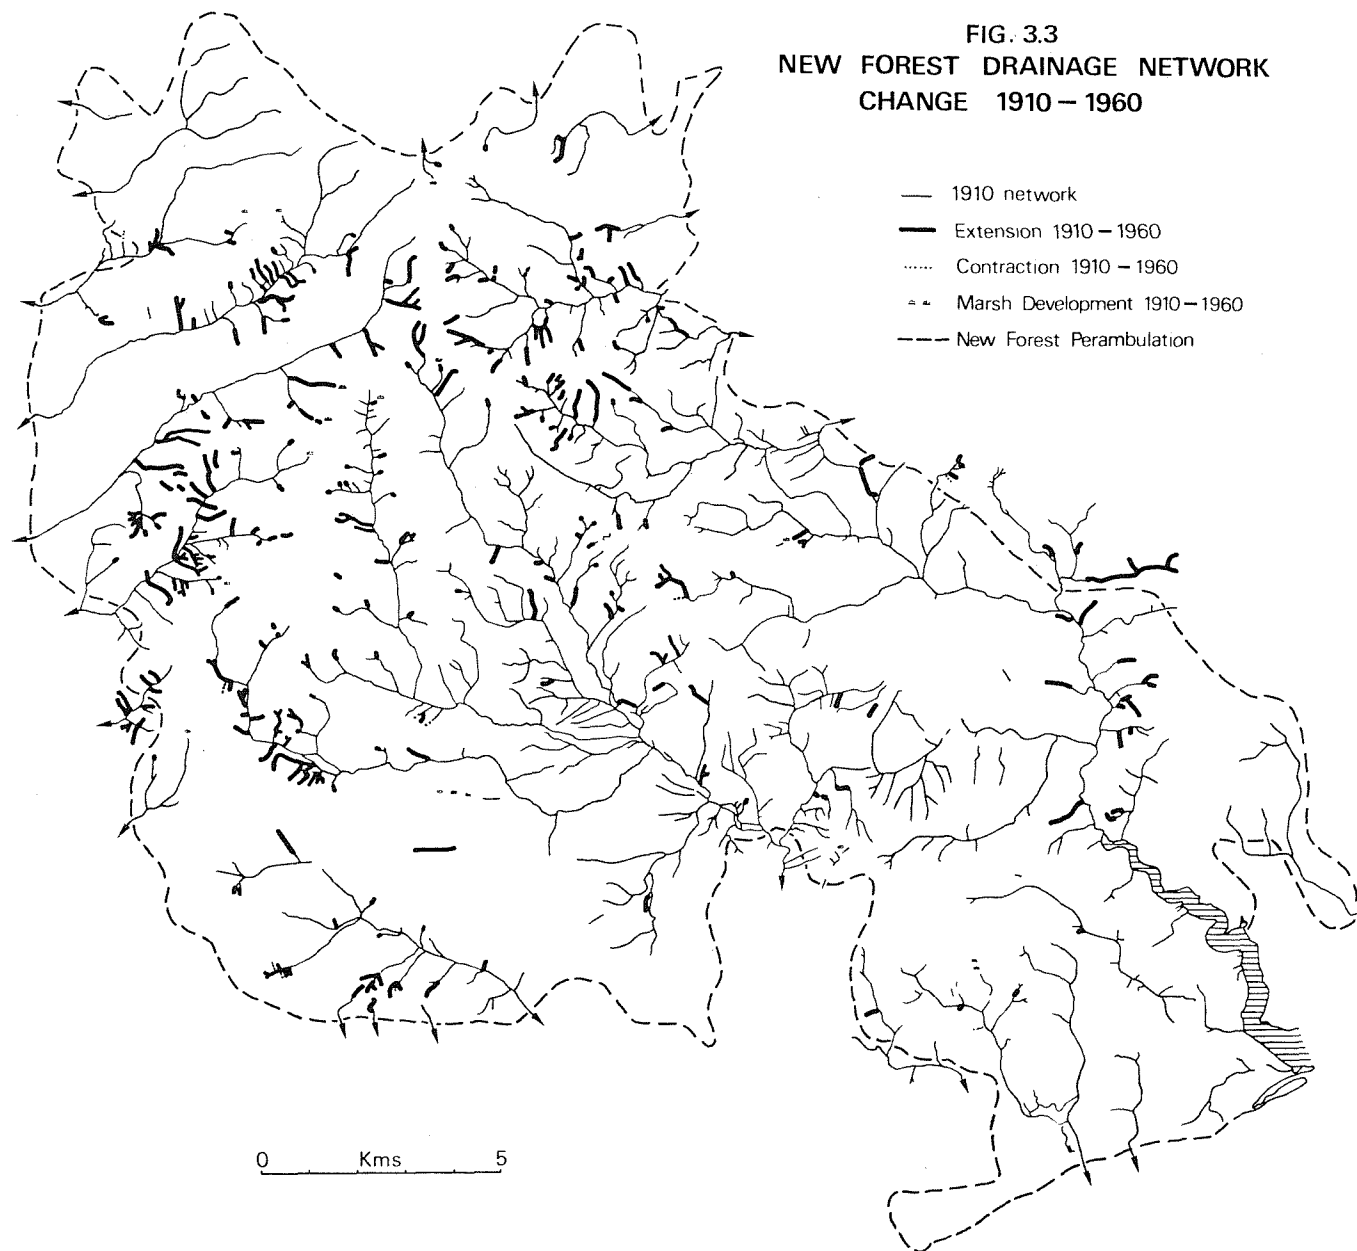 FIG. 3.3
NEW FOREST DRAINAGE NETWORK
CHANGE 1910 – 1960
1910 network
Extension 1910 – 1960
Contraction 1910 – 1960
Marsh Development 1910 – 1960
New Forest Perambulation
0 Kms 5